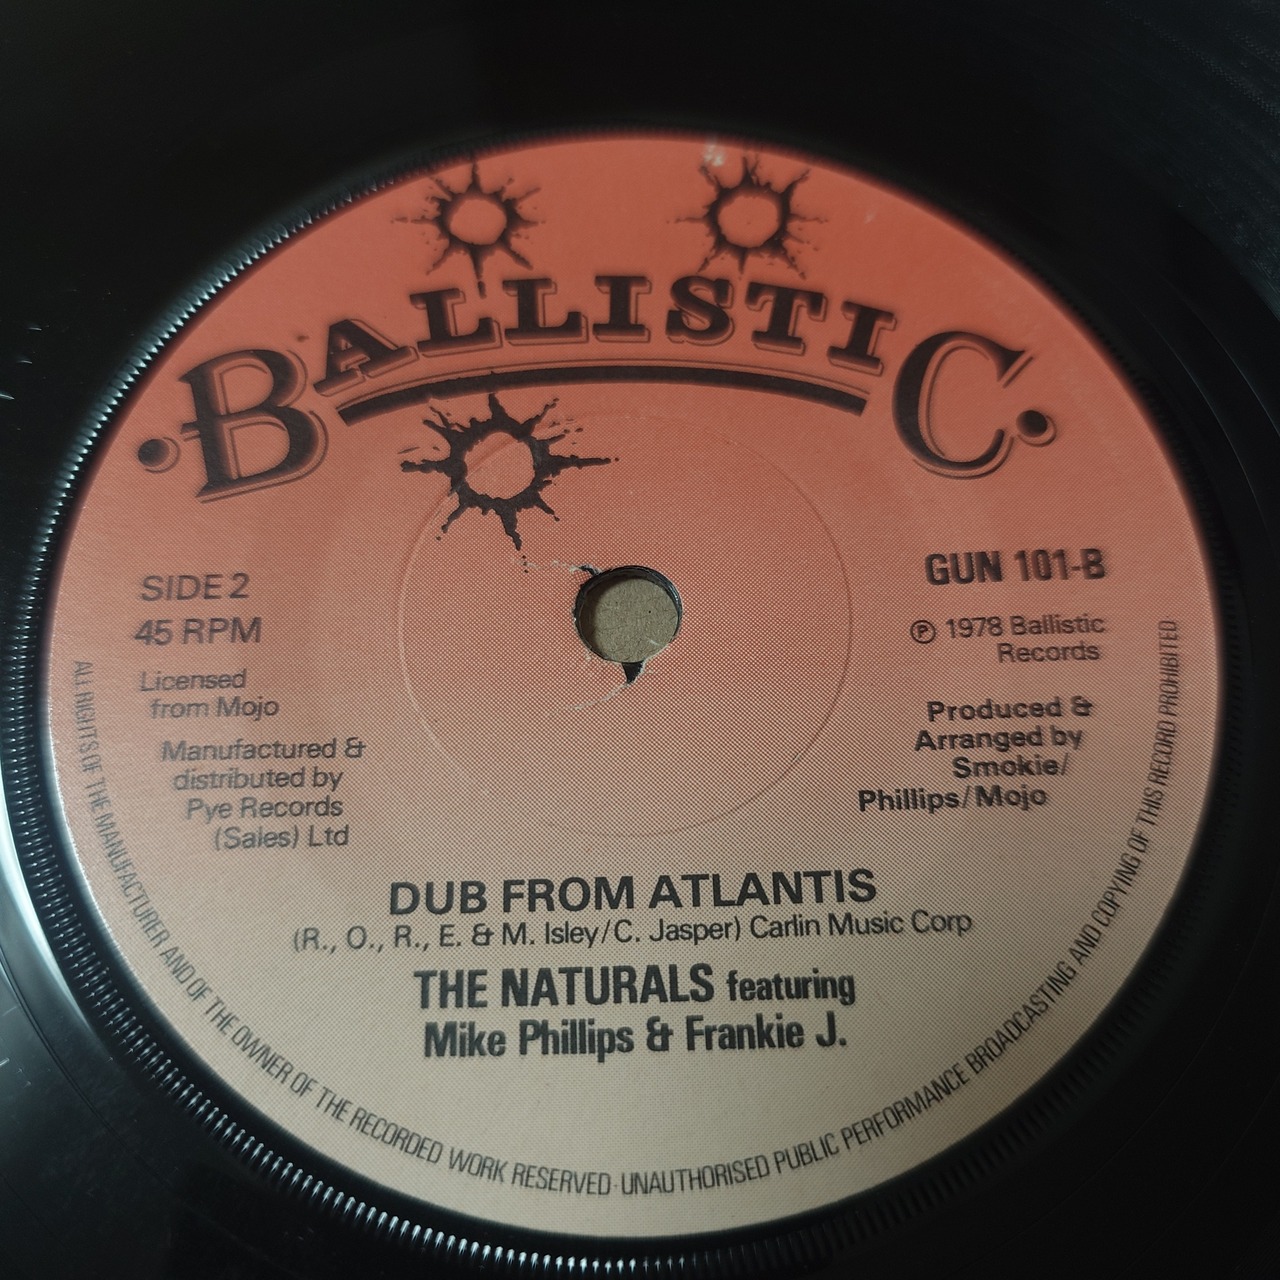 ·BALLISTIC·
SIDE 2
45 RPM
Licensed
from Mojo
Manufactured &
distributed by
Pye Records
(Sales) Ltd
GUN 101-B
℗ 1978 Ballistic
Records
Produced &
Arranged by
Smokie/
Phillips/Mojo
DUB FROM ATLANTIS
(R., O., R., E. & M. Isley/C. Jasper) Carlin Music Corp
THE NATURALS featuring
Mike Phillips & Frankie J.
ALL RIGHTS OF THE MANUFACTURER AND OF THE OWNER OF THE RECORDED WORK RESERVED · UNAUTHORISED PUBLIC PERFORMANCE BROADCASTING AND COPYING OF THIS RECORD PROHIBITED